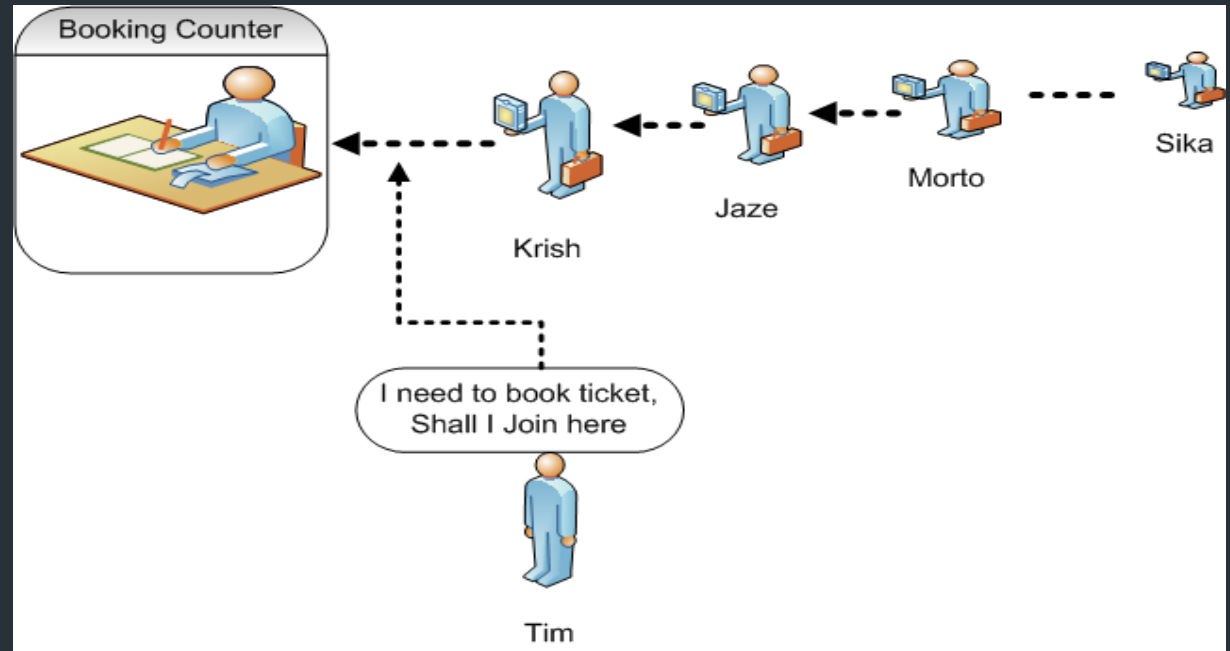 Booking Counter
Sika
Morto
Jaze
Krish
I need to book ticket,
Shall I Join here
Tim